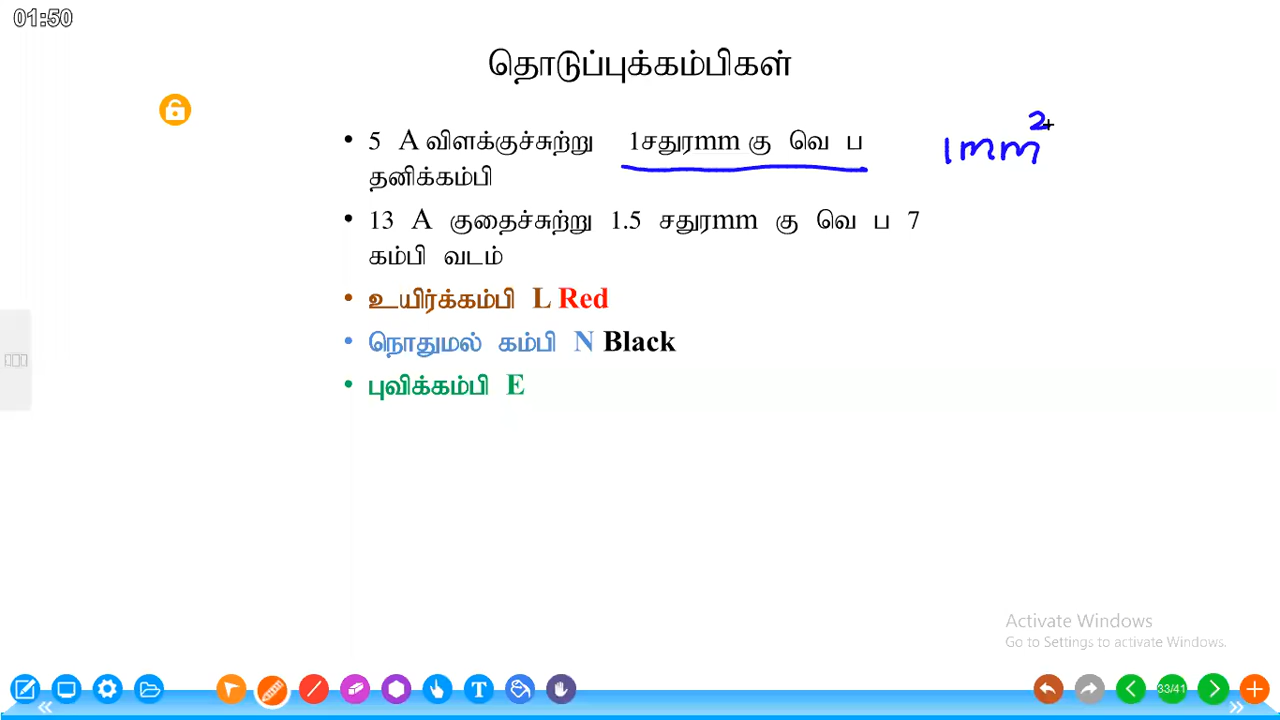 01:50
தொடுப்புக்கம்பிகள்
• 5 A விளக்குச்சுற்று 1சதுரmm கு வெ ப 1mm²
தனிக்கம்பி
• 13 A குதைச்சுற்று 1.5 சதுரmm கு வெ ப 7
கம்பி வடம்
• உயிர்க்கம்பி L Red
• நொதுமல் கம்பி N Black
• புவிக்கம்பி E
Activate Windows
Go to Settings to activate Windows.
33/41